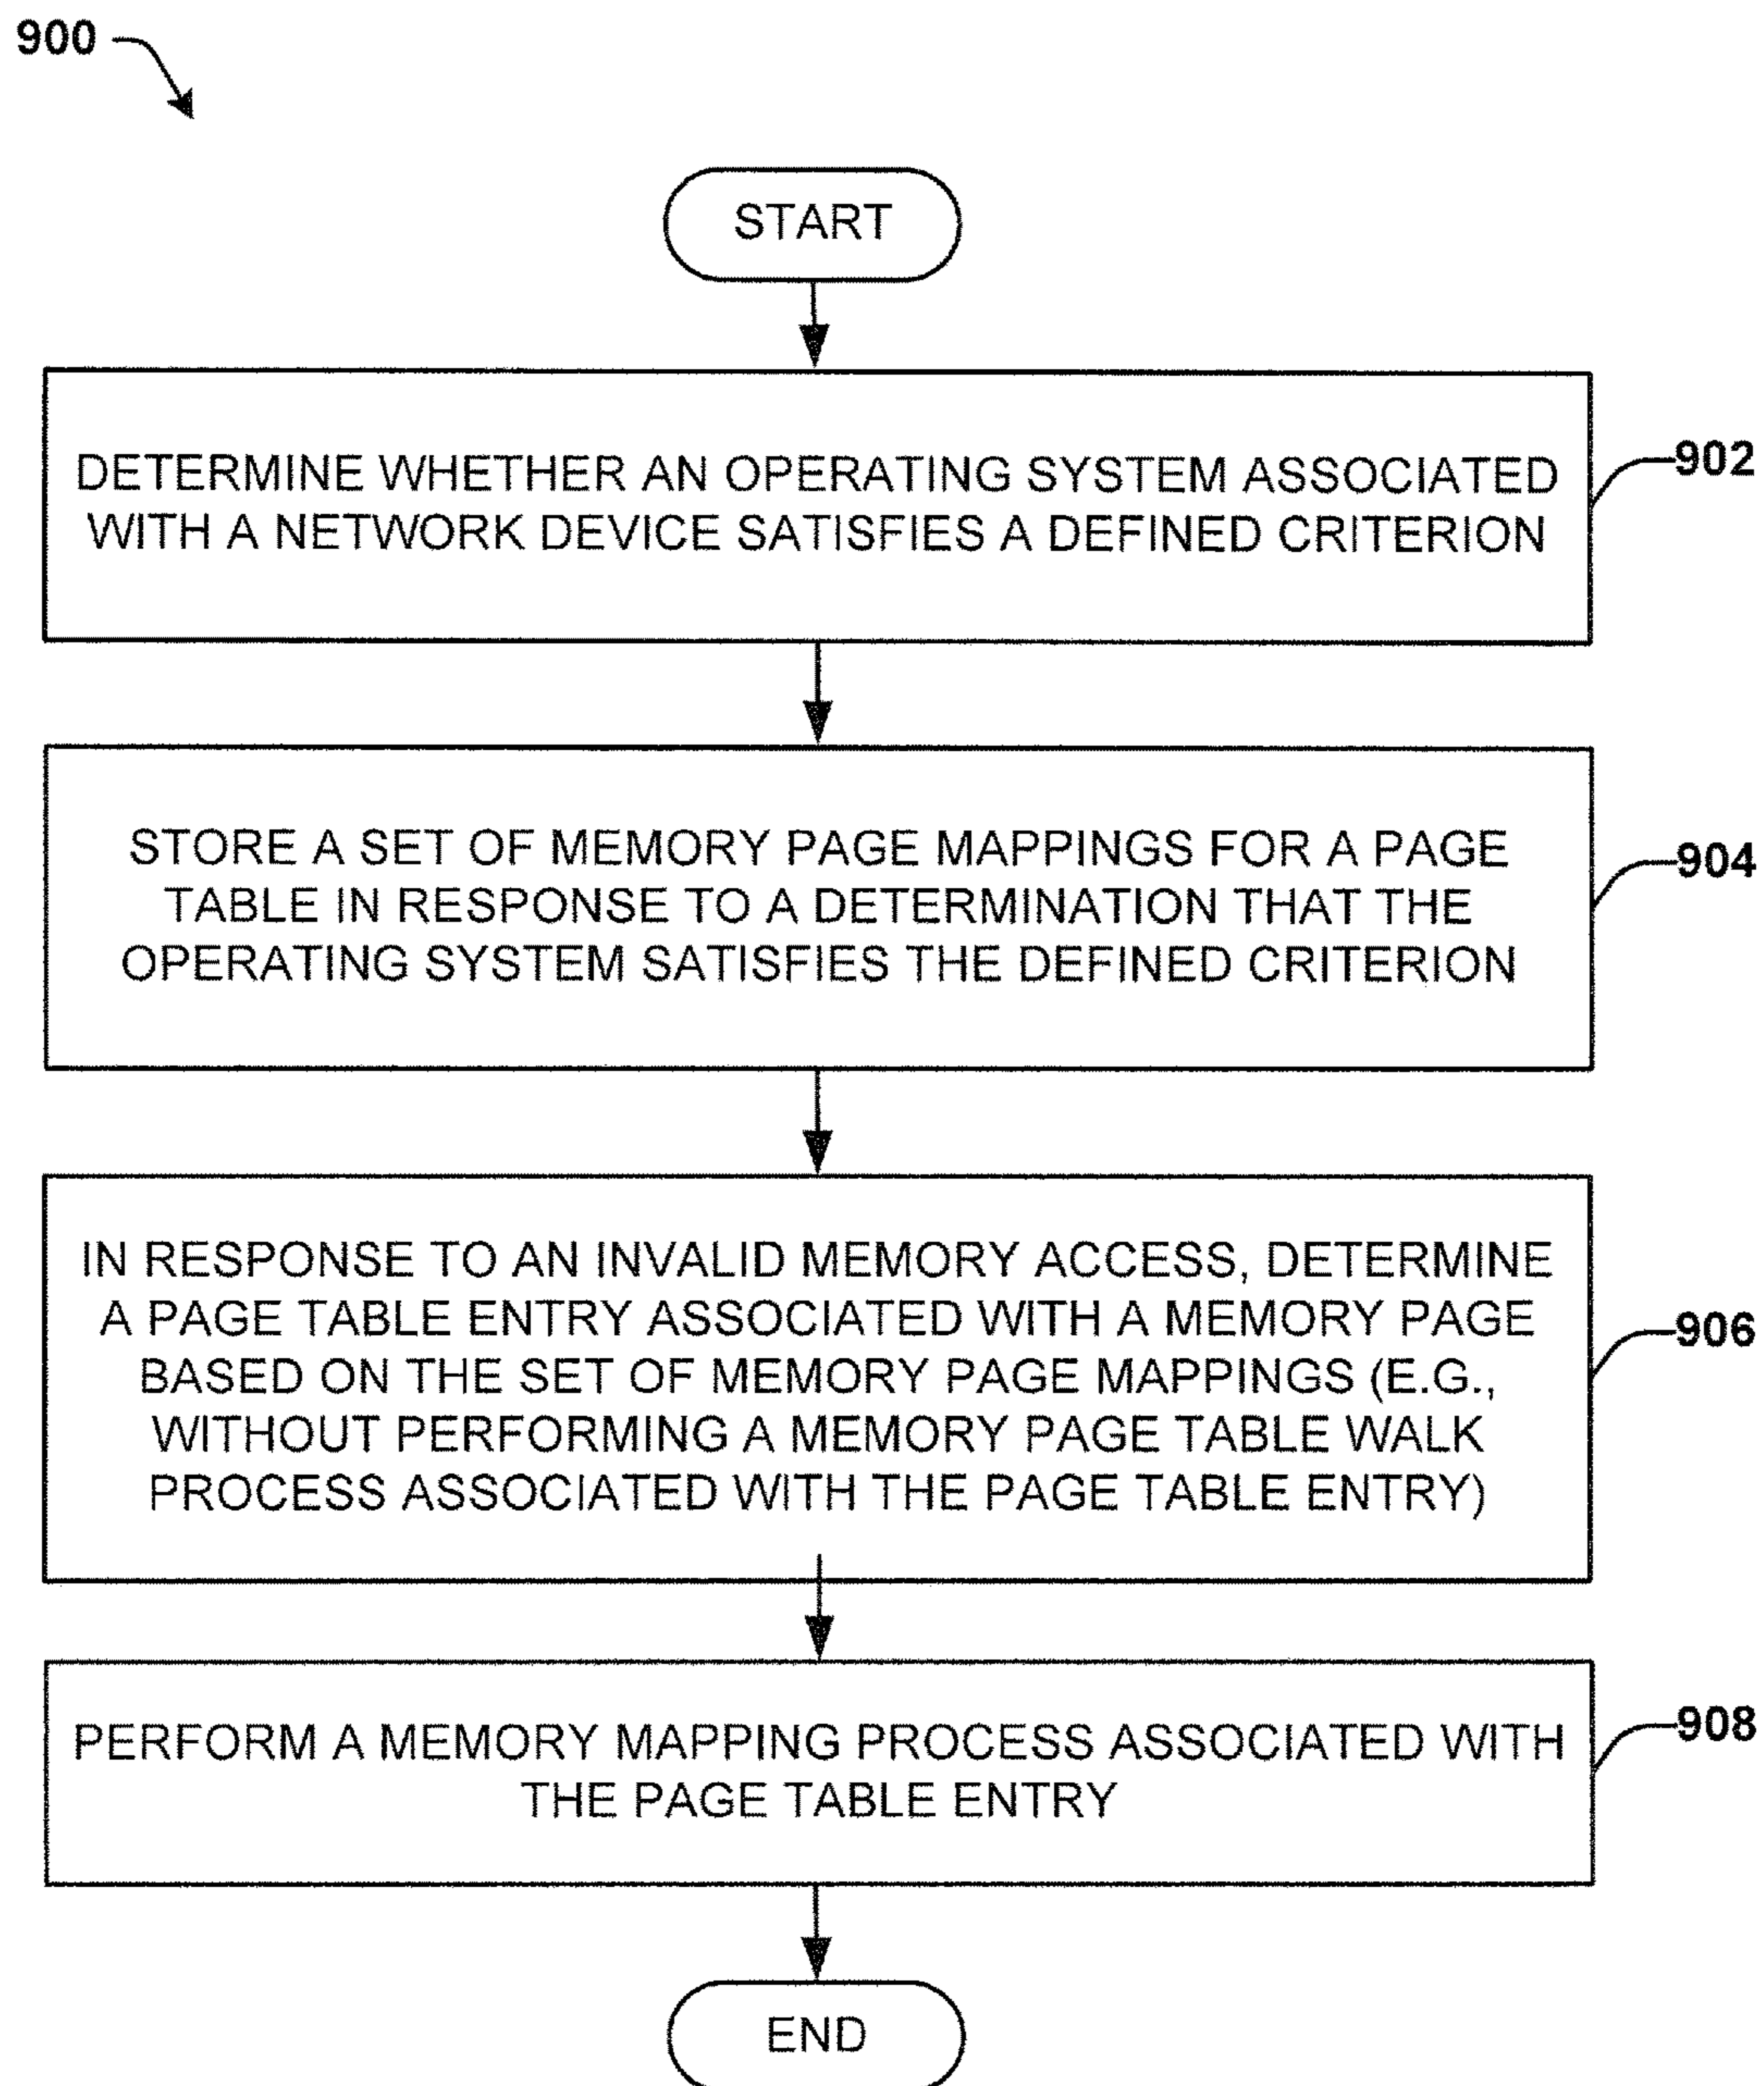 900
START
DETERMINE WHETHER AN OPERATING SYSTEM ASSOCIATED
WITH A NETWORK DEVICE SATISFIES A DEFINED CRITERION
902
STORE A SET OF MEMORY PAGE MAPPINGS FOR A PAGE
TABLE IN RESPONSE TO A DETERMINATION THAT THE
OPERATING SYSTEM SATISFIES THE DEFINED CRITERION
904
IN RESPONSE TO AN INVALID MEMORY ACCESS, DETERMINE
A PAGE TABLE ENTRY ASSOCIATED WITH A MEMORY PAGE
BASED ON THE SET OF MEMORY PAGE MAPPINGS (E.G.,
WITHOUT PERFORMING A MEMORY PAGE TABLE WALK
PROCESS ASSOCIATED WITH THE PAGE TABLE ENTRY)
906
PERFORM A MEMORY MAPPING PROCESS ASSOCIATED WITH
THE PAGE TABLE ENTRY
908
END